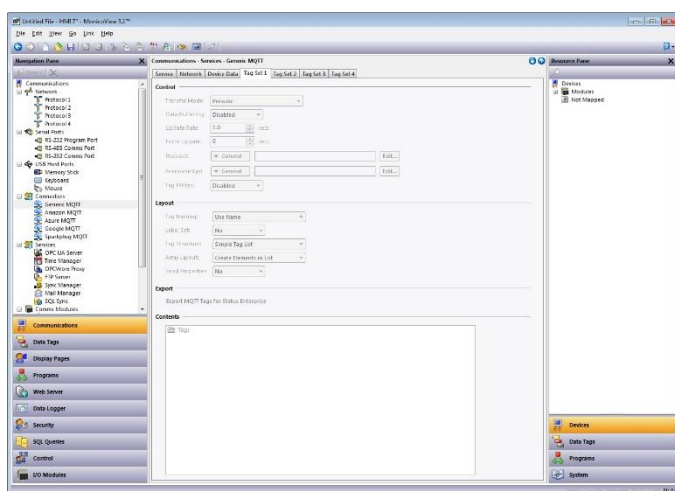 Untitled File - HMI 7" - MonicoView 3.1™
File Edit View Go Link Help
Navigation Pane
Communications
Network
Protocol 1
Protocol 2
Protocol 3
Protocol 4
Serial Ports
RS-232 Program Port
RS-485 Comms Port
RS-232 Comms Port
USB Host Ports
Memory Stick
Keyboard
Mouse
Connectors
Generic MQTT
Amazon MQTT
Azure MQTT
Google MQTT
Sparkplug MQTT
Services
OPC UA Server
Time Manager
OPCWorx Proxy
FTP Server
Sync Manager
Mail Manager
SQL Sync
Comms Modules
Communications
Data Tags
Display Pages
Programs
Web Server
Data Logger
Security
SQL Queries
Control
I/O Modules
Communications - Services - Generic MQTT
Service Network Device Data Tag Set 1 Tag Set 2 Tag Set 3 Tag Set 4
Control
Transfer Mode: Periodic
Data Buffering: Disabled
Update Rate: 1.0 secs
Force Update: 0 secs
General Edit...
General Edit...
Tag Writes: Disabled
Layout
Tag Naming: Use Name
No
Tag Structure: Simple Tag List
Array Layout: Create Elements in List
Send Properties: No
Export
Export MQTT Tags for Status Enterprise
Contents
Tags
Resource Pane
Devices
Modules
Not Mapped
Devices
Data Tags
Programs
System